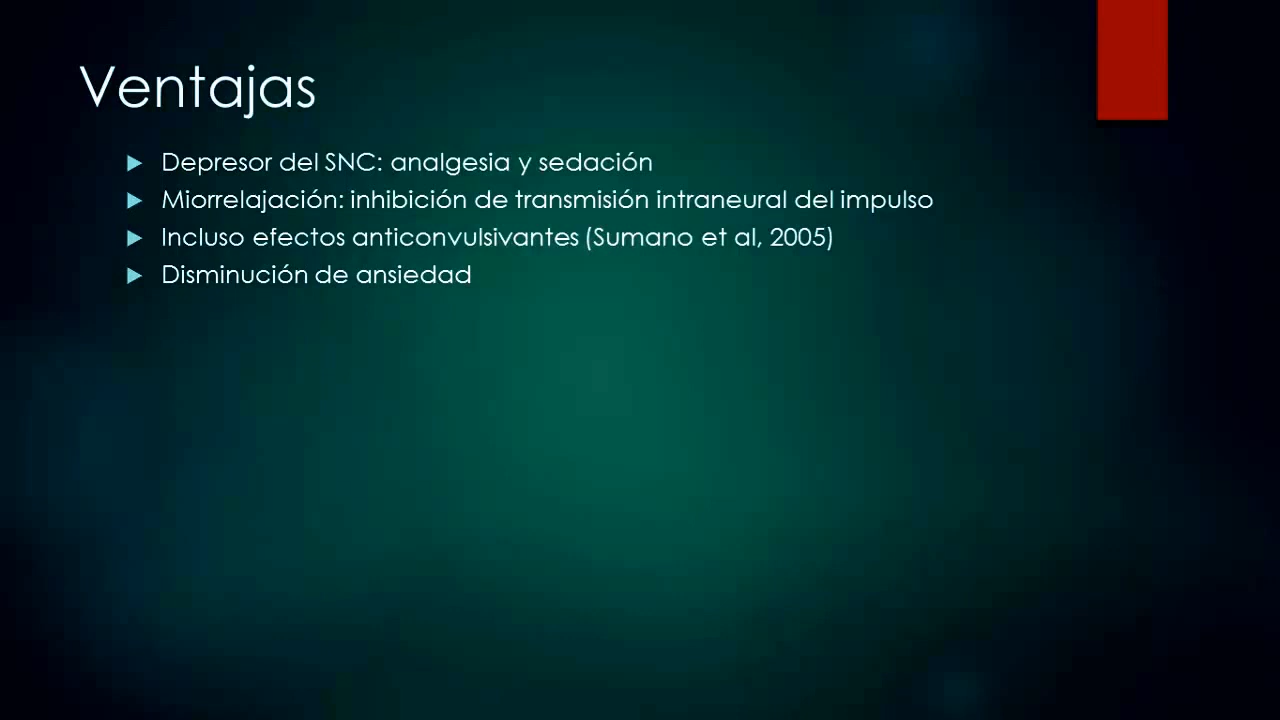 Ventajas
Depresor del SNC: analgesia y sedación
Miorrelajación: inhibición de transmisión intraneural del impulso
Incluso efectos anticonvulsivantes (Sumano et al, 2005)
Disminución de ansiedad